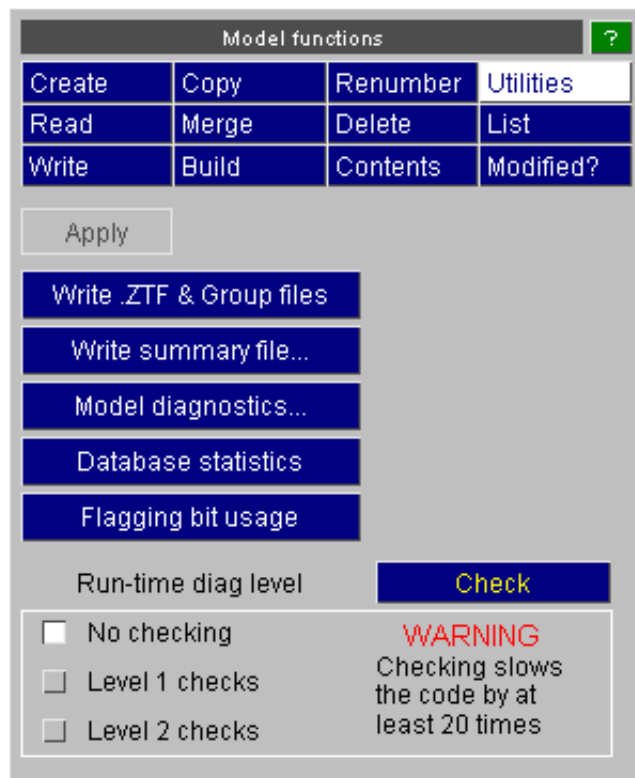 Model functions ?
Create Copy Renumber Utilities
Read Merge Delete List
Write Build Contents Modified?
Apply
Write .ZTF & Group files
Write summary file...
Model diagnostics...
Database statistics
Flagging bit usage
Run-time diag level Check
No checking WARNING
Level 1 checks Checking slows
the code by at
Level 2 checks least 20 times